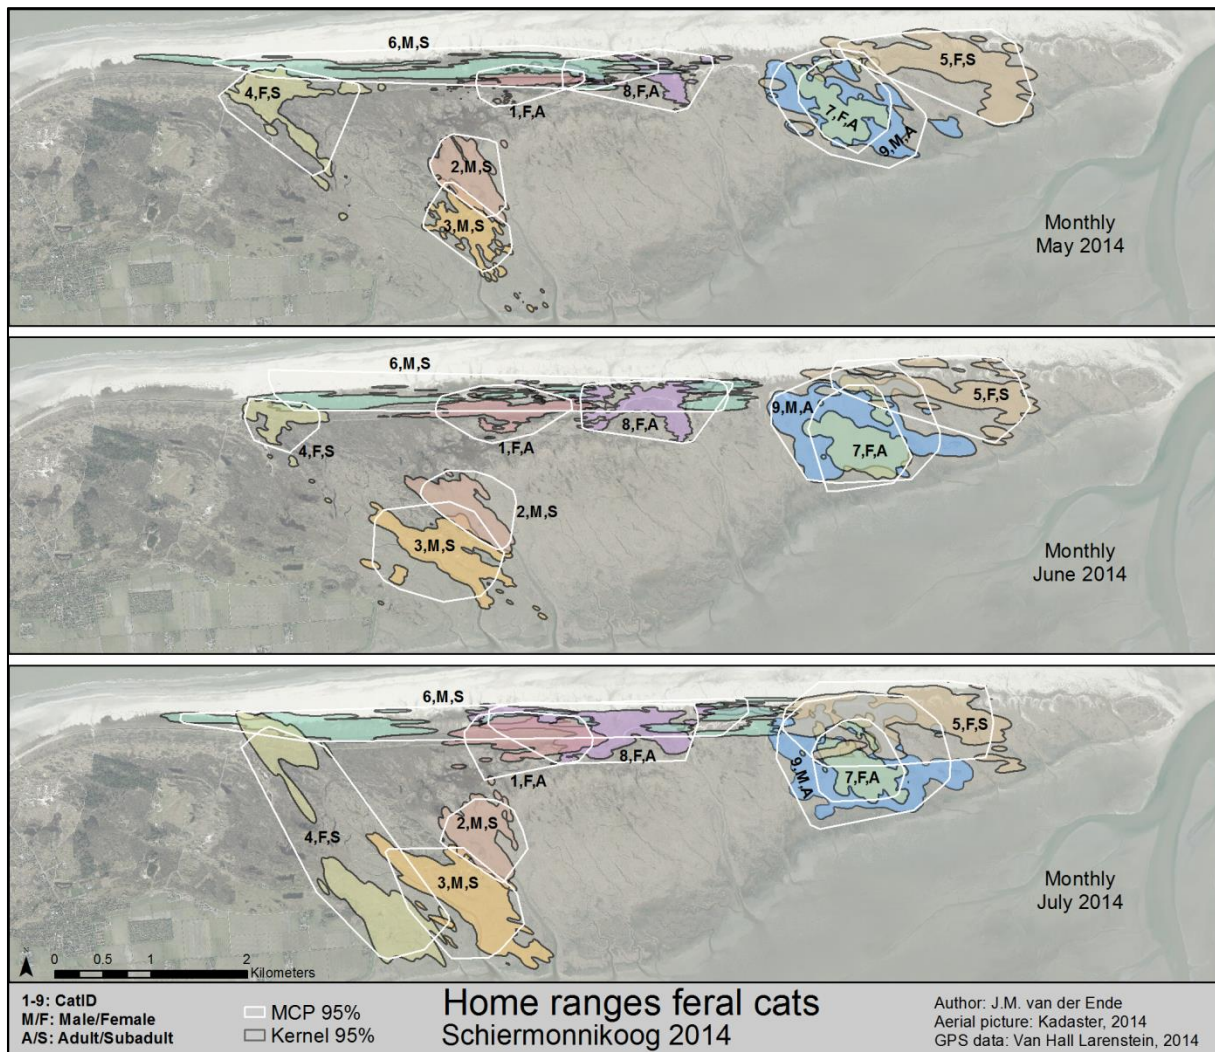 6,M,S
4,F,S
1,F,A
8,F,A
5,F,S
7,F,A
9,M,A
2,M,S
3,M,S
Monthly
May 2014
6,M,S
4,F,S
1,F,A
8,F,A
9,M,A
5,F,S
7,F,A
2,M,S
3,M,S
Monthly
June 2014
6,M,S
5,F,S
8,F,A
1,F,A
9,M,A
7,F,A
4,F,S
2,M,S
3,M,S
Monthly
July 2014
N
0 0.5 1 2
Kilometers
1-9: CatID
M/F: Male/Female
A/S: Adult/Subadult
MCP 95%
Kernel 95%
Home ranges feral cats
Schiermonnikoog 2014
Author: J.M. van der Ende
Aerial picture: Kadaster, 2014
GPS data: Van Hall Larenstein, 2014